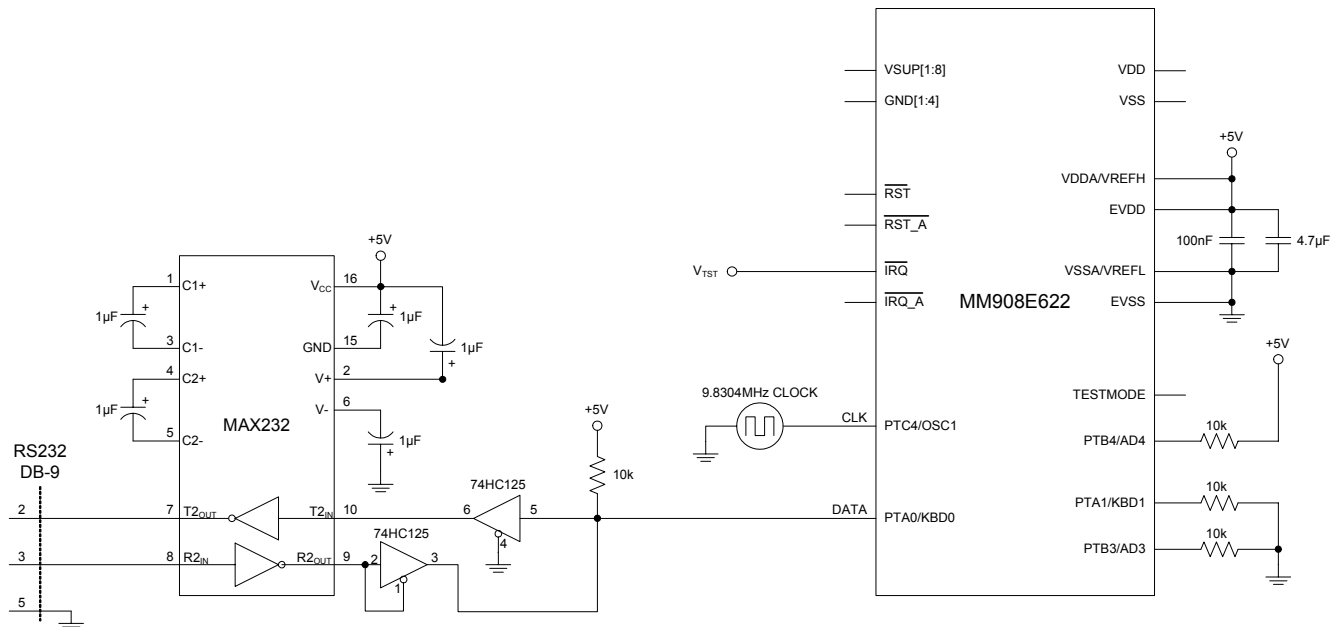 VSUP[1:8]
VDD
GND[1:4]
VSS
+5V
VDDA/VREFH
RST
EVDD
RST_A
100nF
4.7µF
VTST
IRQ
VSSA/VREFL
IRQ_A
MM908E622
EVSS
+5V
+5V
1
C1+
VCC
16
1µF
+
+
1µF
3
C1-
GND
15
1µF
+
4
C2+
V+
2
1µF
+
V-
6
MAX232
1µF
+
5
C2-
RS232
DB-9
+5V
10k
9.8304MHz CLOCK
CLK
PTC4/OSC1
TESTMODE
PTB4/AD4
10k
74HC125
2
7
T2OUT
T2IN
10
6
5
4
DATA
PTA0/KBD0
PTA1/KBD1
10k
74HC125
3
8
R2IN
R2OUT
9
2
3
1
PTB3/AD3
10k
5